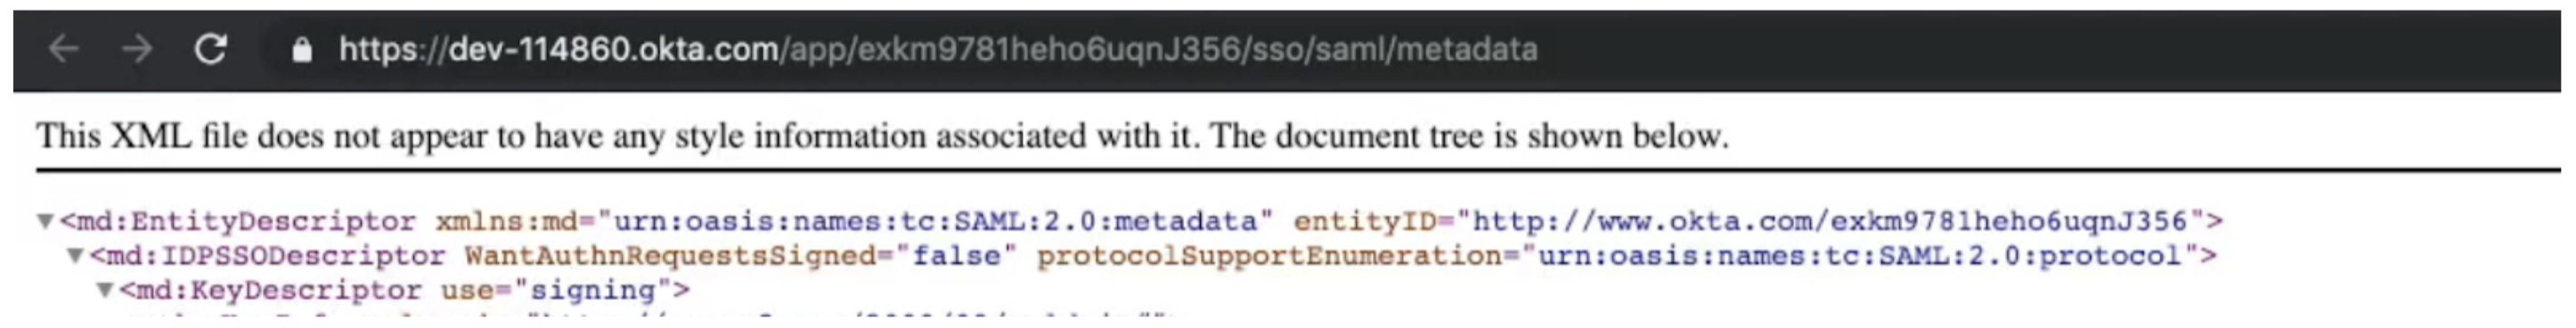 https://dev-114860.okta.com/app/exkm9781heho6uqnJ356/sso/saml/metadata
This XML file does not appear to have any style information associated with it. The document tree is shown below.
▼<md:EntityDescriptor xmlns:md="urn:oasis:names:tc:SAML:2.0:metadata" entityID="http://www.okta.com/exkm9781heho6uqnJ356">
▼<md:IDPSSODescriptor WantAuthnRequestsSigned="false" protocolSupportEnumeration="urn:oasis:names:tc:SAML:2.0:protocol">
▼<md:KeyDescriptor use="signing">